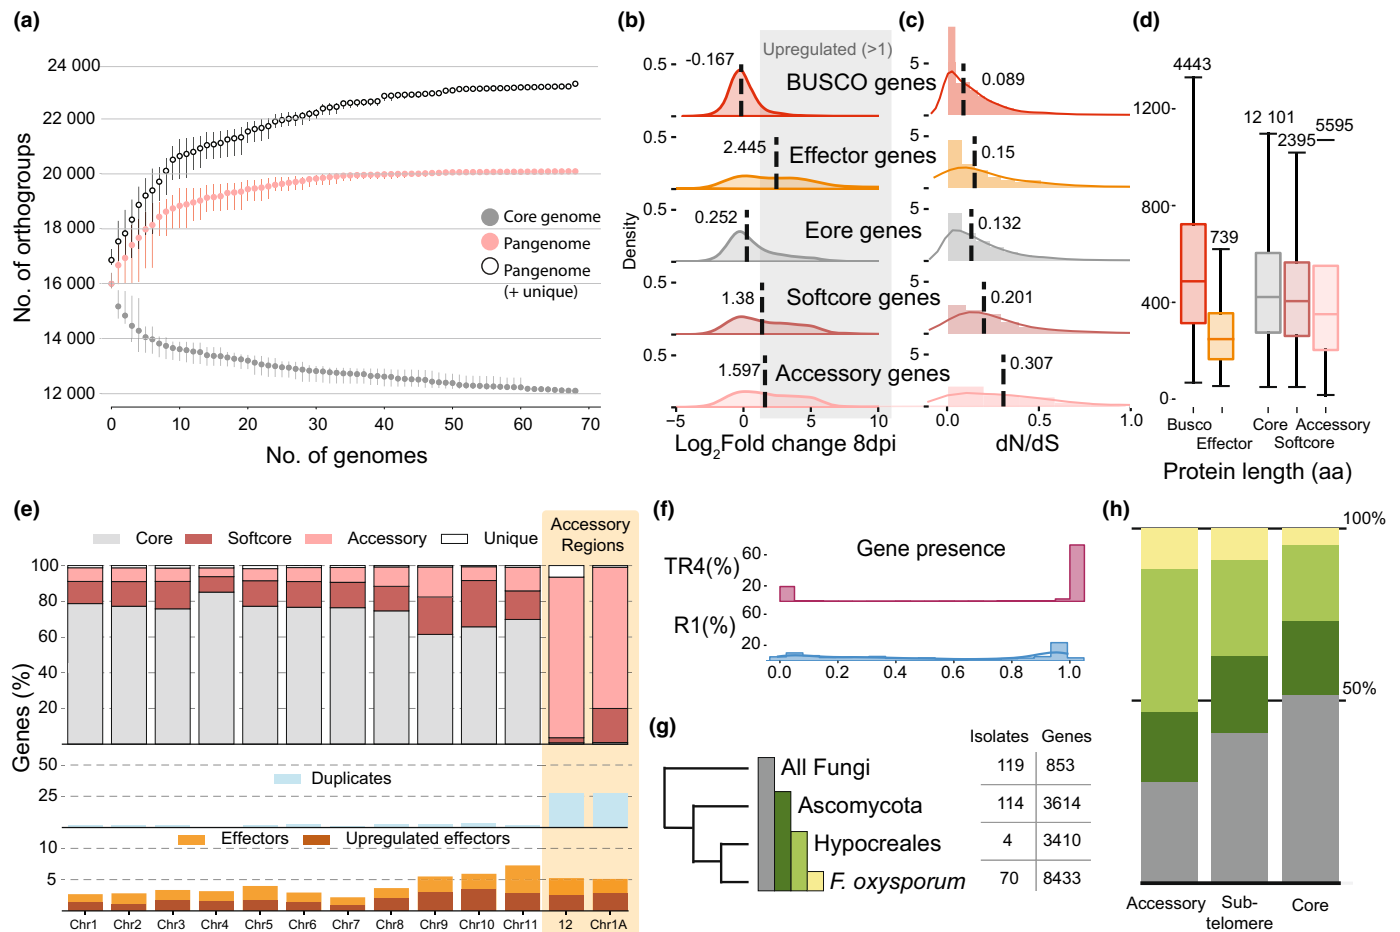 (a)
No. of orthogroups
24 000
22 000
20 000
18 000
16 000
14 000
12 000
0 10 20 30 40 50 60 70
No. of genomes
Core genome
Pangenome
Pangenome
(+ unique)
(b)
Density
Upregulated (>1)
0.5
-0.167
0.5
2.445
0.5
0.252
0.5
1.38
0.5
1.597
−5 0 5 10
Log2Fold change 8dpi
BUSCO genes
Effector genes
Eore genes
Softcore genes
Accessory genes
(c)
5
0.089
5
0.15
5
0.132
5
0.201
5
0.307
0.0 0.5 1.0
dN/dS
(d)
1200
800
400
0
4443
739
12 101
2395
5595
Busco
Effector
Core
Softcore
Accessory
Protein length (aa)
(e)
Core Softcore Accessory Unique
Accessory
Regions
Genes (%)
100
80
60
40
20
50
25
Duplicates
10
5
Effectors Upregulated effectors
Chr1 Chr2 Chr3 Chr4 Chr5 Chr6 Chr7 Chr8 Chr9 Chr10 Chr11 12 Chr1A
(f)
Gene presence
TR4(%)
60
20
R1(%)
60
20
0.0 0.2 0.4 0.6 0.8 1.0
(g)
Isolates Genes
All Fungi 119 853
Ascomycota 114 3614
Hypocreales 4 3410
F. oxysporum 70 8433
(h)
100%
50%
Accessory
Sub-
telomere
Core